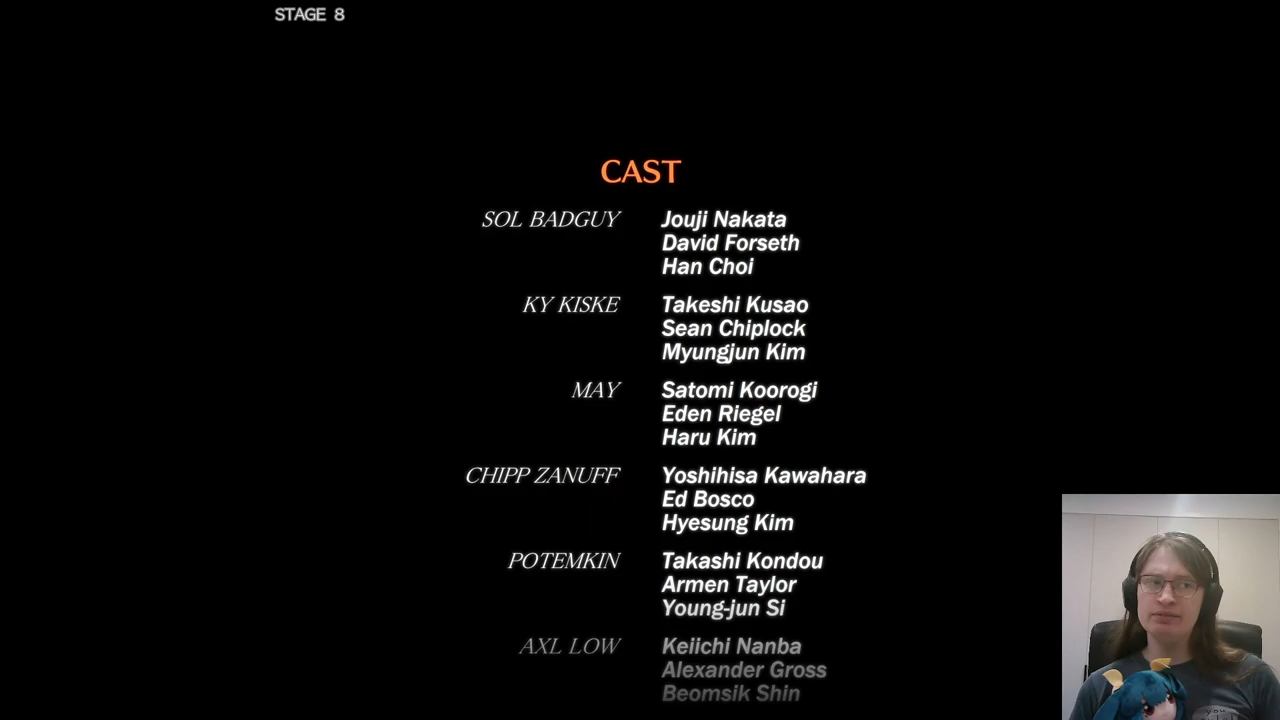 STAGE 8
CAST
SOL BADGUY Jouji Nakata
David Forseth
Han Choi
KY KISKE Takeshi Kusao
Sean Chiplock
Myungjun Kim
MAY Satomi Koorogi
Eden Riegel
Haru Kim
CHIPP ZANUFF Yoshihisa Kawahara
Ed Bosco
Hyesung Kim
POTEMKIN Takashi Kondou
Armen Taylor
Young-jun Si
AXL LOW Keiichi Nanba
Alexander Gross
Beomsik Shin